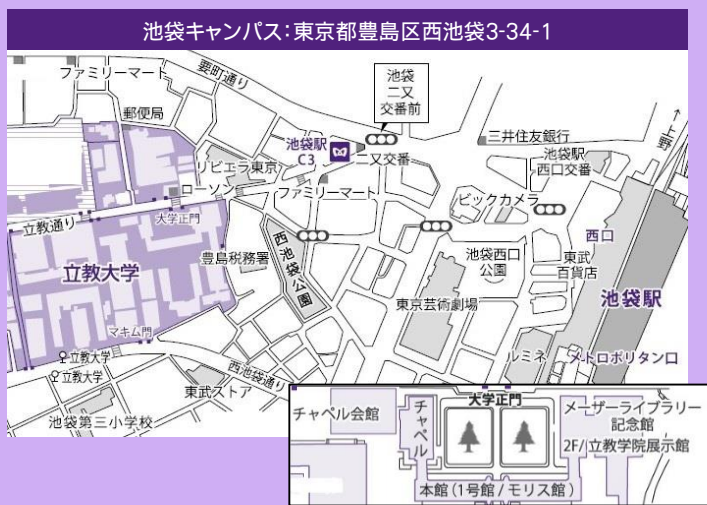 池袋キャンパス：東京都豊島区西池袋3-34-1
ファミリーマート
要町通り
池袋
二又
交番前
↑上野
郵便局
池袋駅
C3
二又交番
三井住友銀行
池袋駅
西口交番
リビエラ東京
ローソン
ファミリーマート
ビックカメラ
大学正門
立教通り
西口
立教大学
豊島税務署
西池袋公園
池袋西口
公園
東武
百貨店
池袋駅
東京芸術劇場
マキム門
立教大学
立教大学
西池袋通り
東武ストア
ルミネ
メトロポリタン口
池袋第三小学校
大学正門
チャペル会館
チャペル
メーザーライブラリー
記念館
2F/立教学院展示館
本館(1号館/モリス館)